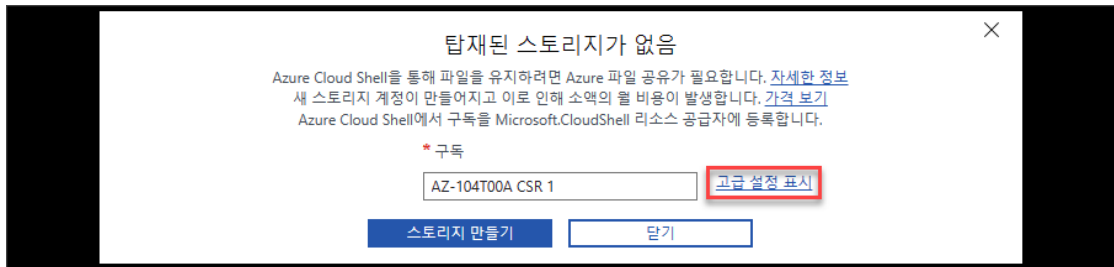 탑재된 스토리지가 없음
Azure Cloud Shell을 통해 파일을 유지하려면 Azure 파일 공유가 필요합니다. 자세한 정보
새 스토리지 계정이 만들어지고 이로 인해 소액의 월 비용이 발생합니다. 가격 보기
Azure Cloud Shell에서 구독을 Microsoft.CloudShell 리소스 공급자에 등록합니다.
* 구독
AZ-104T00A CSR 1 고급 설정 표시
스토리지 만들기 닫기